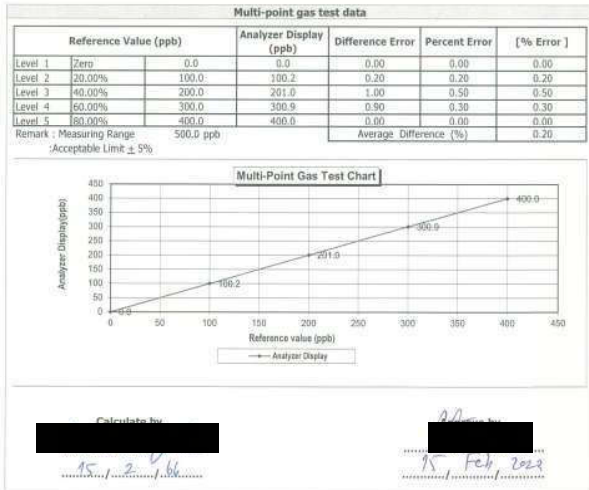 Multi-point gas test data
Reference Value (ppb) Analyzer Display (ppb) Difference Error Percent Error [% Error ]
Level 1 Zero 0.0 0.0 0.00 0.00 0.00
Level 2 20.00% 100.0 100.2 0.20 0.20 0.20
Level 3 40.00% 200.0 201.0 1.00 0.50 0.50
Level 4 60.00% 300.0 300.9 0.90 0.30 0.30
Level 5 80.00% 400.0 400.0 0.00 0.00 0.00
Remark : Measuring Range 500.0 ppb Average Difference (%) 0.20
:Acceptable Limit ± 5%
Multi-Point Gas Test Chart
Analyzer Display(ppb)
450
400
350
300
250
200
150
100
50
0
0.0
100.2
201.0
300.9
400.0
0 50 100 150 200 250 300 350 400 450
Reference value (ppb)
Analyzer Display
Calculate by
by
15 / 2 / 66
15 / Feb / 2022